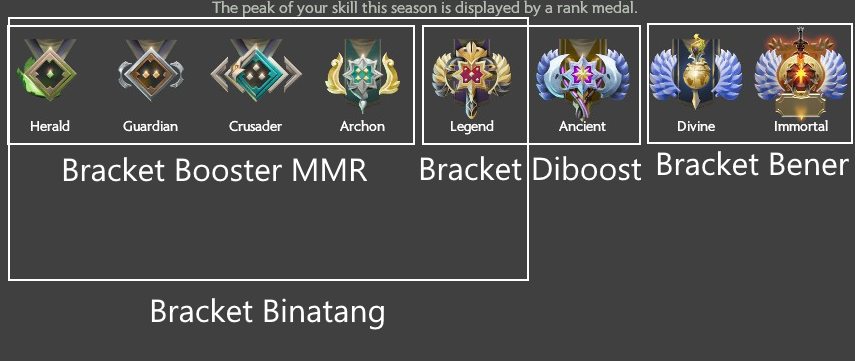 The peak of your skill this season is displayed by a rank medal.
Herald Guardian Crusader Archon Legend Ancient Divine Immortal
Bracket Booster MMR Bracket Diboost Bracket Bener
Bracket Binatang